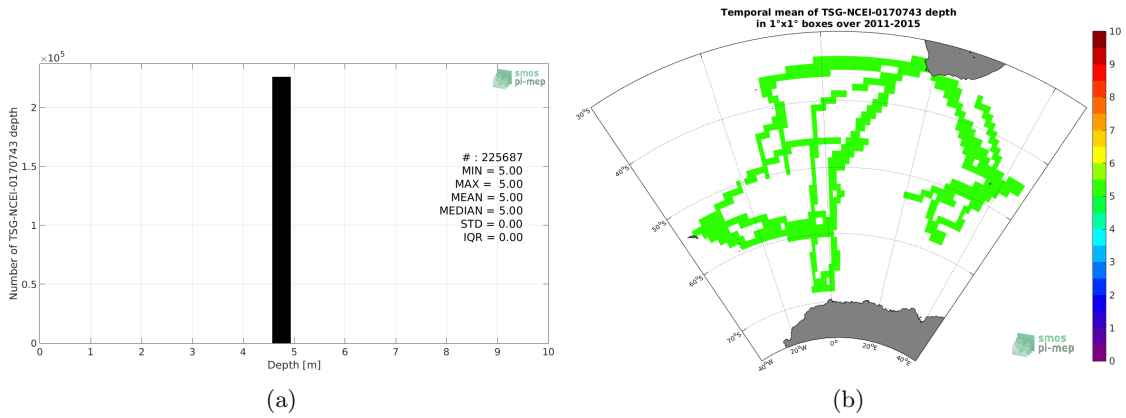 ×10⁵
Number of TSG-NCEI-0170743 depth
2
1.5
1
0.5
0
0 1 2 3 4 5 6 7 8 9 10
Depth [m]
smos
pi-mep
# : 225687
MIN = 5.00
MAX = 5.00
MEAN = 5.00
MEDIAN = 5.00
STD = 0.00
IQR = 0.00
(a)
Temporal mean of TSG-NCEI-0170743 depth
in 1°x1° boxes over 2011-2015
30°S
40°S
50°S
60°S
70°S
40°W
20°W
0°
20°E
40°E
smos
pi-mep
10
9
8
7
6
5
4
3
2
1
0
(b)